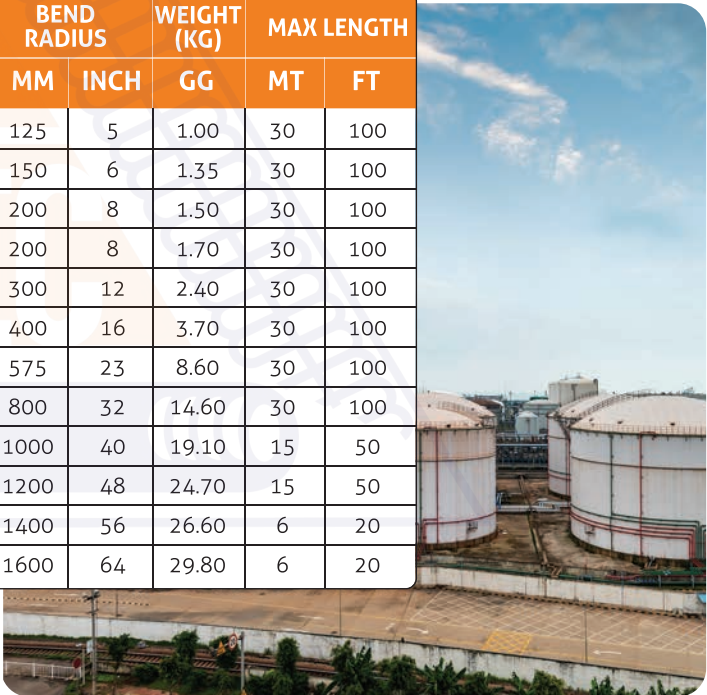 BEND RADIUS WEIGHT (KG) MAX LENGTH
MM INCH GG MT FT
125 5 1.00 30 100
150 6 1.35 30 100
200 8 1.50 30 100
200 8 1.70 30 100
300 12 2.40 30 100
400 16 3.70 30 100
575 23 8.60 30 100
800 32 14.60 30 100
1000 40 19.10 15 50
1200 48 24.70 15 50
1400 56 26.60 6 20
1600 64 29.80 6 20